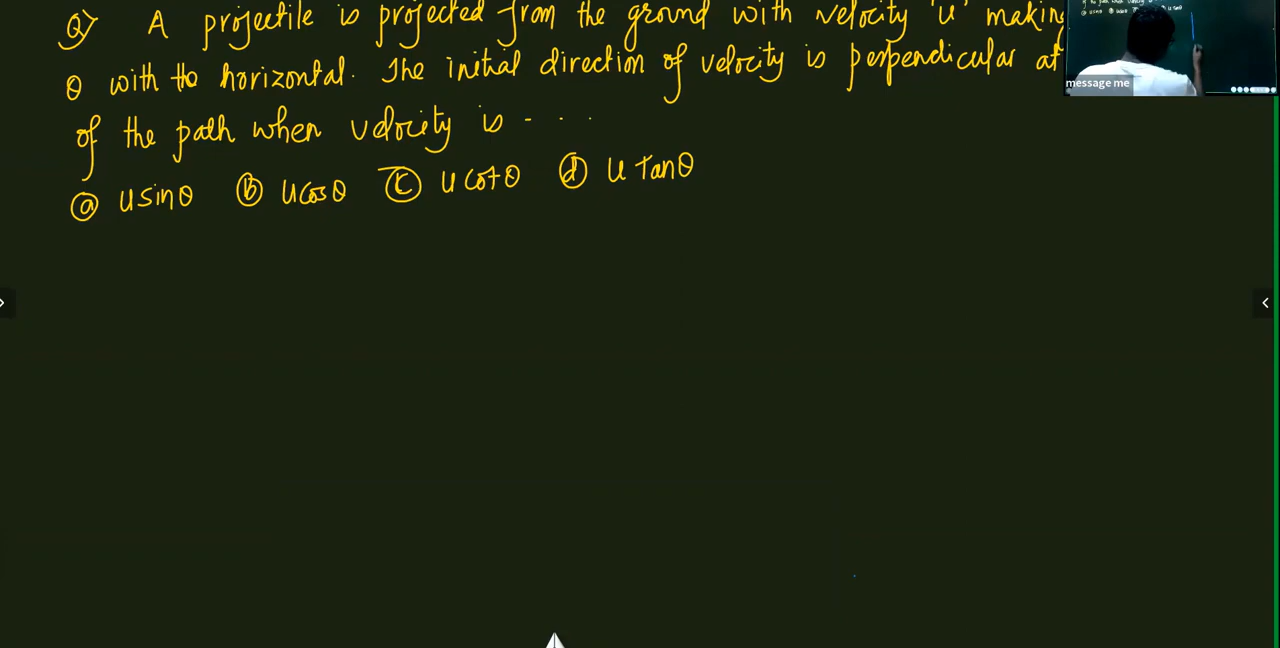 Q) A projectile is projected from the ground with velocity 'u' making
θ with the horizontal. The initial direction of velocity is perpendicular at
of the path when velocity is - - -
(a) u sinθ (b) u cosθ (c) u cotθ (d) u tanθ
message me